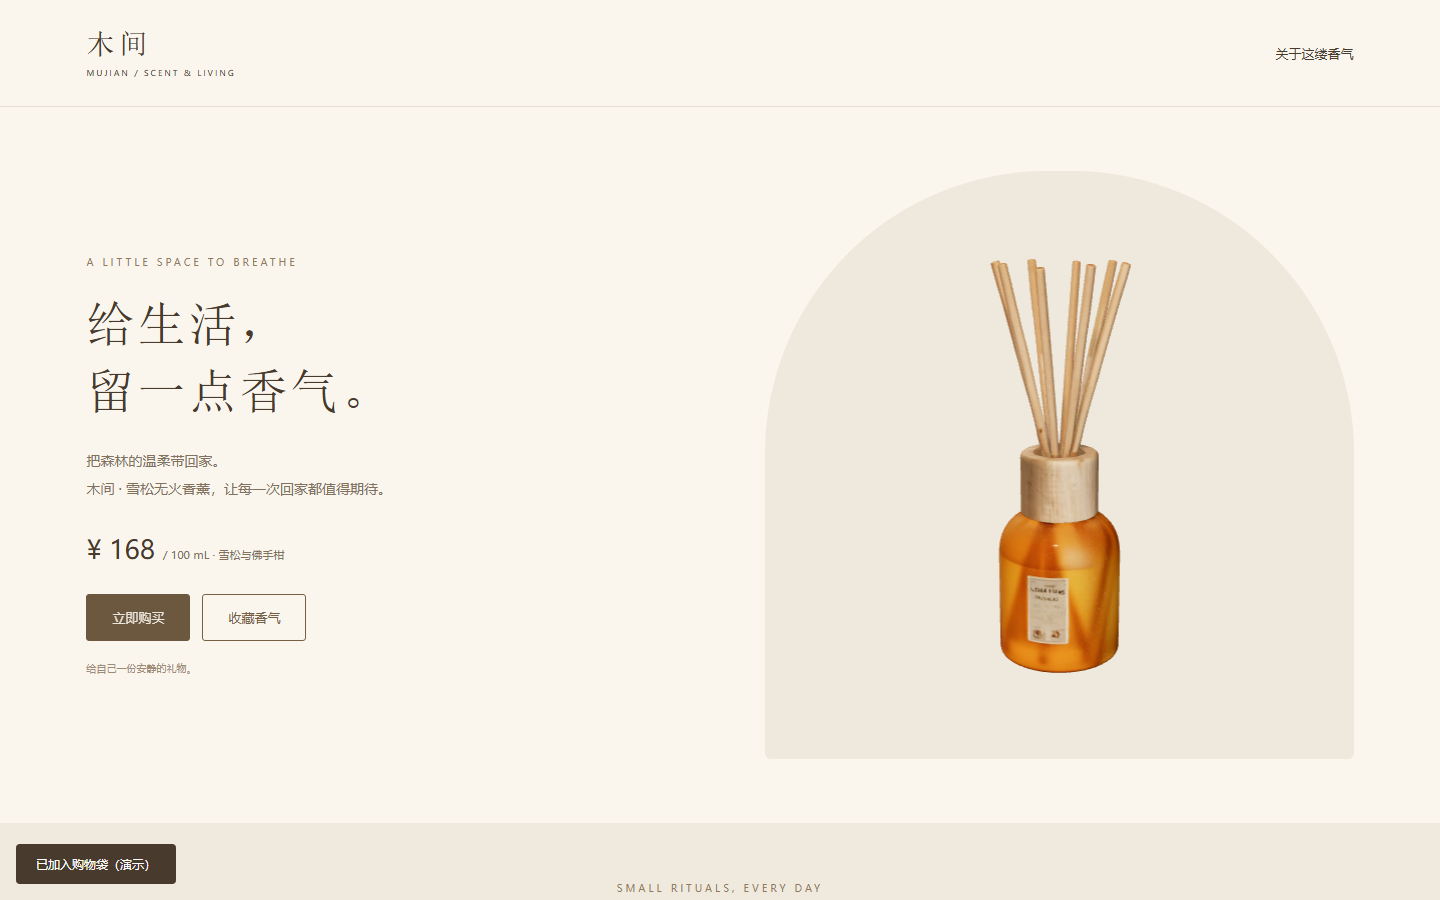 木间
MUJIAN / SCENT & LIVING
关于这缕香气
A LITTLE SPACE TO BREATHE
给生活，
留一点香气。
把森林的温柔带回家。
木间 · 雪松无火香薰，让每一次回家都值得期待。
¥ 168 / 100 mL · 雪松与佛手柑
立即购买
收藏香气
给自己一份安静的礼物。
已加入购物袋（演示）
SMALL RITUALS, EVERY DAY